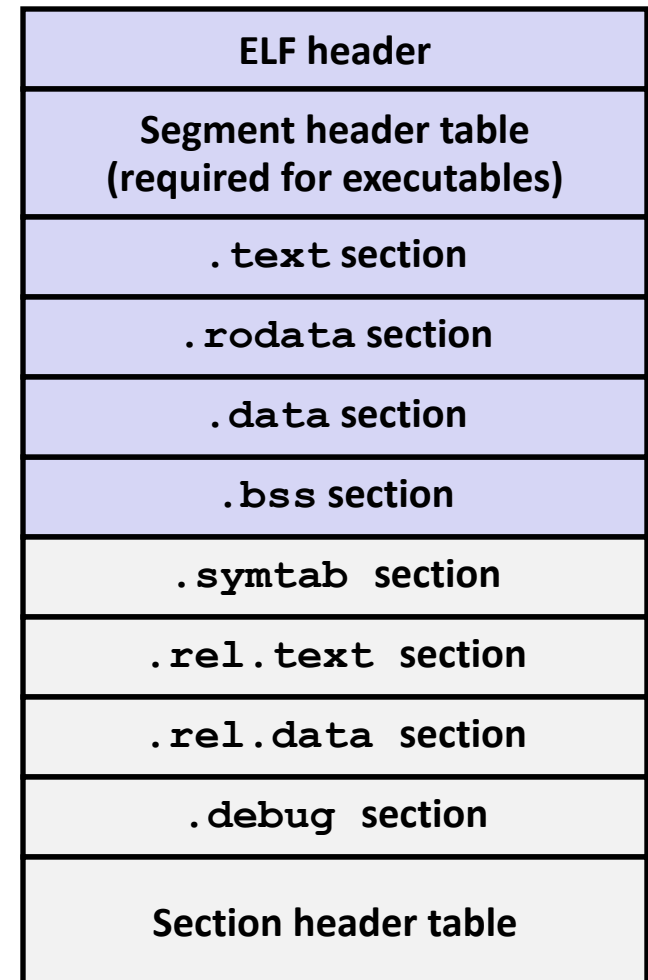 ELF header
Segment header table
(required for executables)
.text section
.rodata section
.data section
.bss section
.symtab section
.rel.text section
.rel.data section
.debug section
Section header table